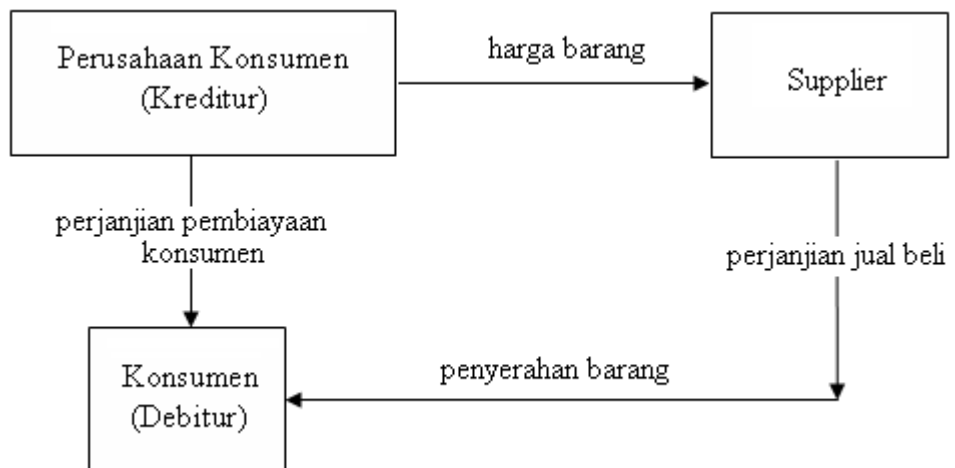 Perusahaan Konsumen
(Kreditur)
harga barang
Supplier
perjanjian pembiayaan
konsumen
perjanjian jual beli
Konsumen
(Debitur)
penyerahan barang